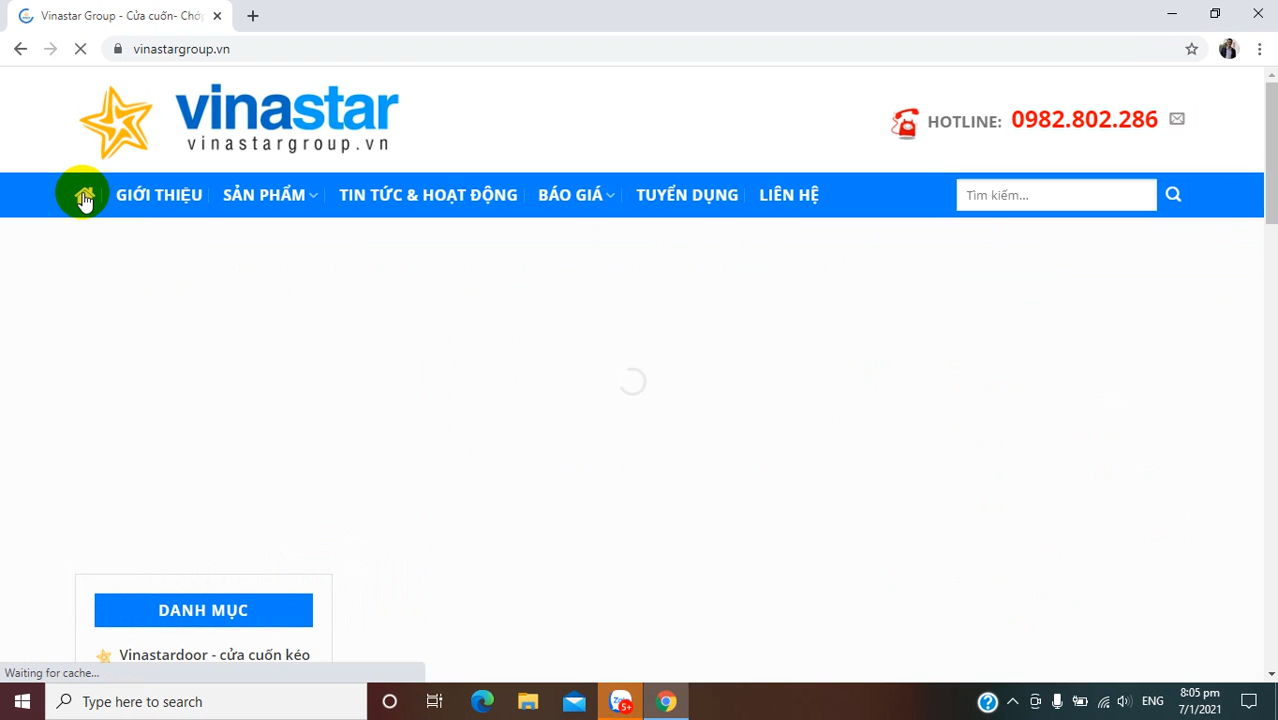 Vinastar Group - Cửa cuốn- Chớp
vinastargroup.vn
vinastar
vinastargroup.vn
HOTLINE: 0982.802.286
GIỚI THIỆU SẢN PHẨM TIN TỨC & HOẠT ĐỘNG BÁO GIÁ TUYỂN DỤNG LIÊN HỆ Tìm kiếm...
DANH MỤC
Vinastardoor - cửa cuốn kéo
Waiting for cache...
Type here to search
5+
ENG
8:05 pm
7/1/2021